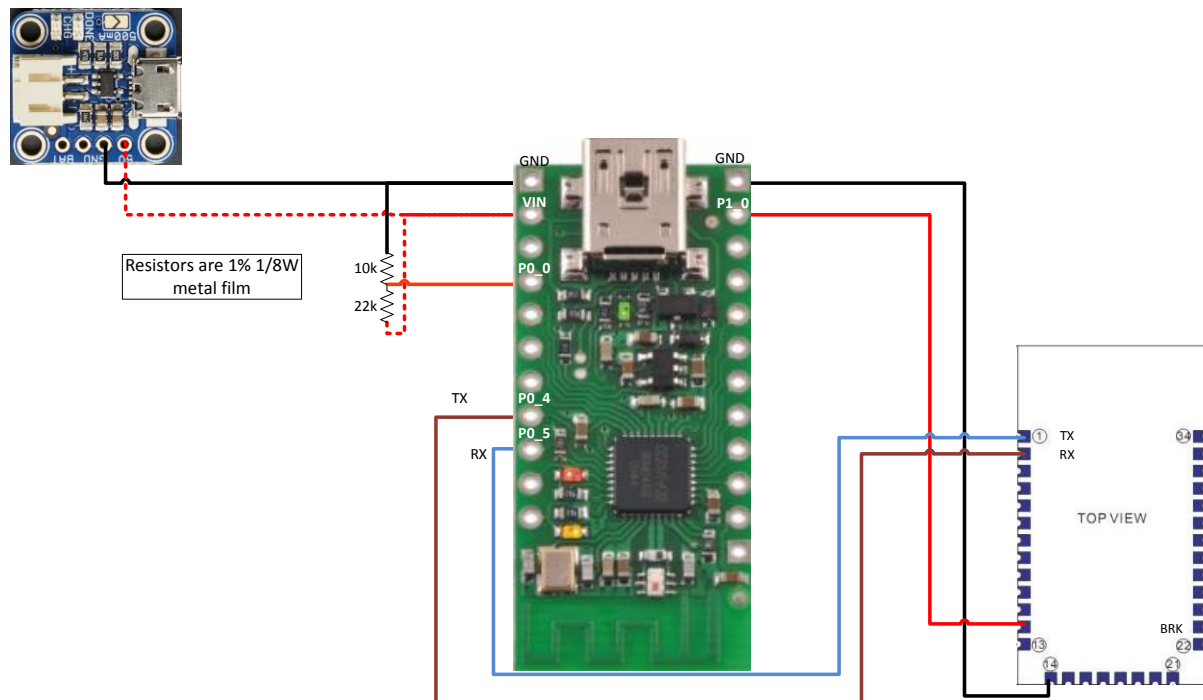 DONE
CHG
BAT
GND
GND
5V
GND
GND
VIN
P1_0
Resistors are 1% 1/8W
metal film
10k
P0_0
22k
TX
P0_4
P0_5
RX
1
TX
34
RX
TOP VIEW
BRK
13
22
14
21